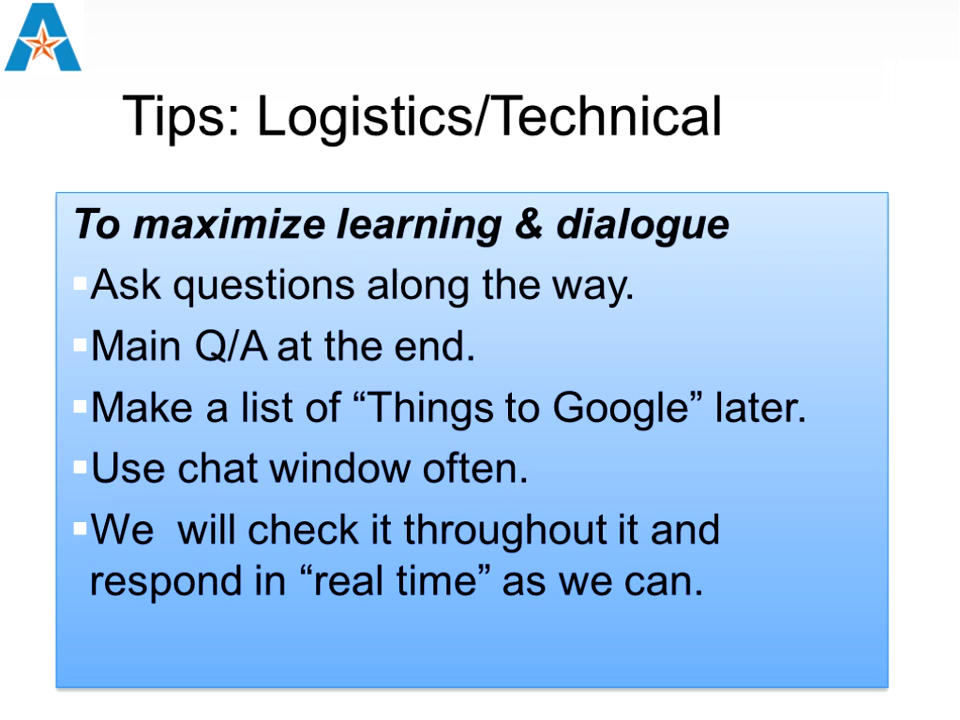 Tips: Logistics/Technical
To maximize learning & dialogue
▪Ask questions along the way.
▪Main Q/A at the end.
▪Make a list of “Things to Google” later.
▪Use chat window often.
▪We  will check it throughout it and
respond in “real time” as we can.